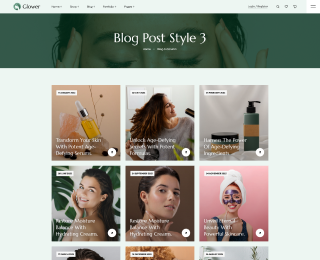 Glower
Home Shop Blog Portfolio Pages
Login / Register
Blog Post Style 3
Home
Transform Your Skin
With Potent Age-
Defying Serums
Unlock Age-Defying
Secrets With Potent
Formulas
Harness The Power
Of Age-Defying
Ingredients
Restore Moisture
Balance With
Hydrating Creams
Restore Moisture
Balance With
Hydrating Creams
Unveil Eternal
Beauty With
Powerful Skincare